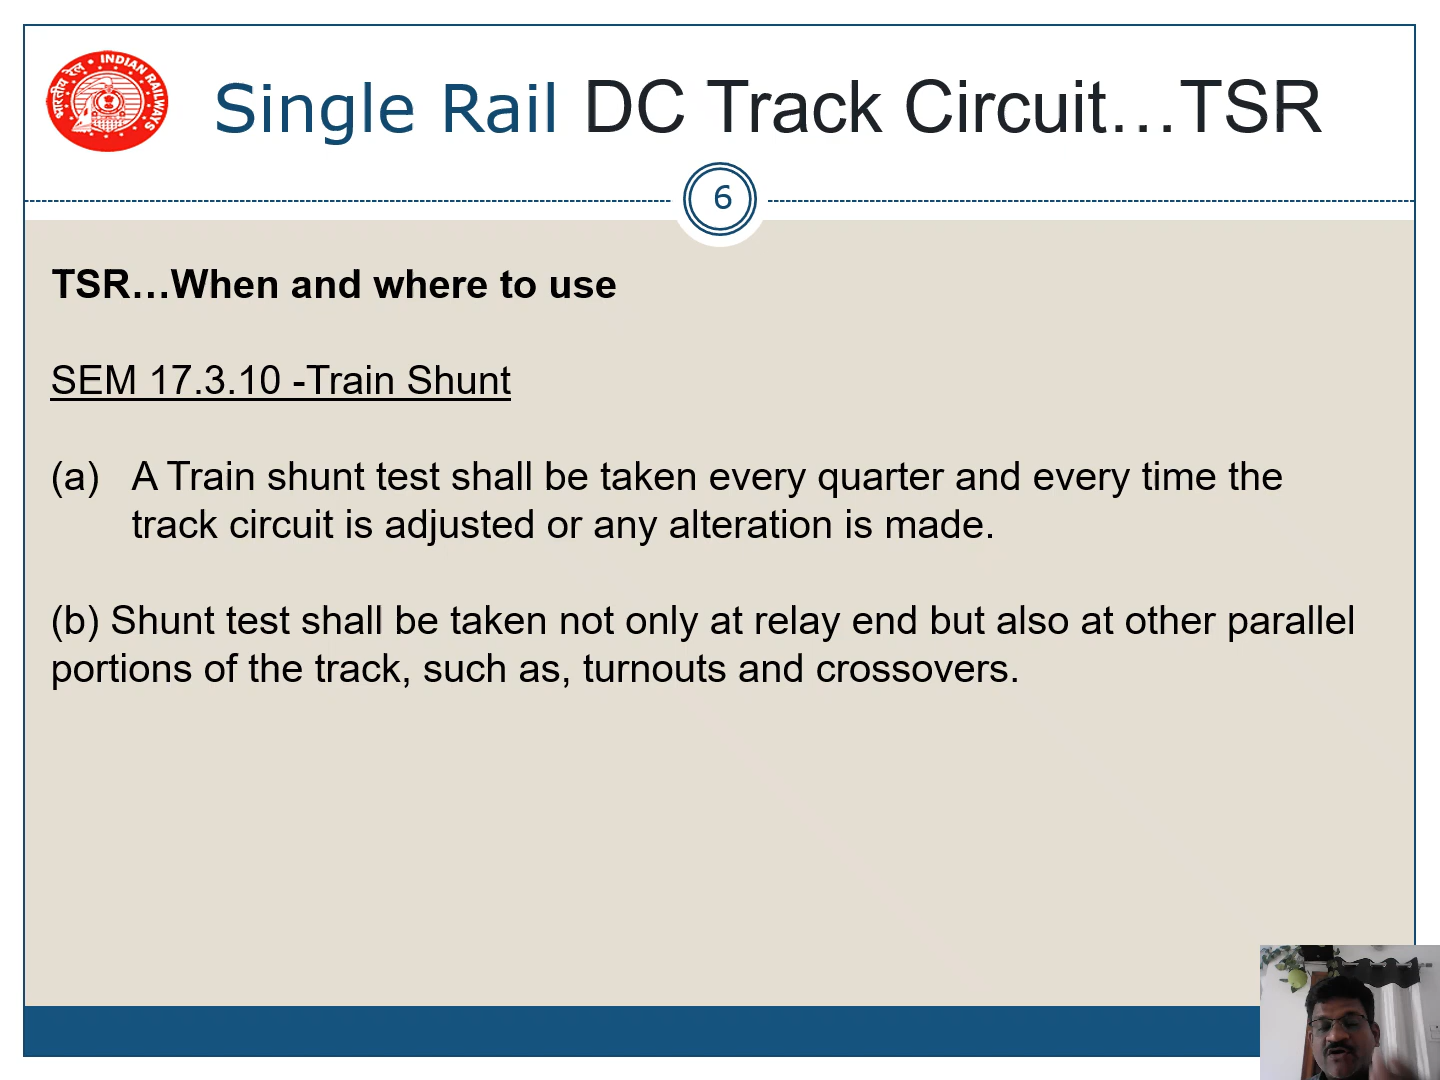 भारतीय रेल • INDIAN RAILWAYS
Single Rail DC Track Circuit…TSR
6
TSR…When and where to use
SEM 17.3.10 -Train Shunt
(a) A Train shunt test shall be taken every quarter and every time the
track circuit is adjusted or any alteration is made.
(b) Shunt test shall be taken not only at relay end but also at other parallel
portions of the track, such as, turnouts and crossovers.